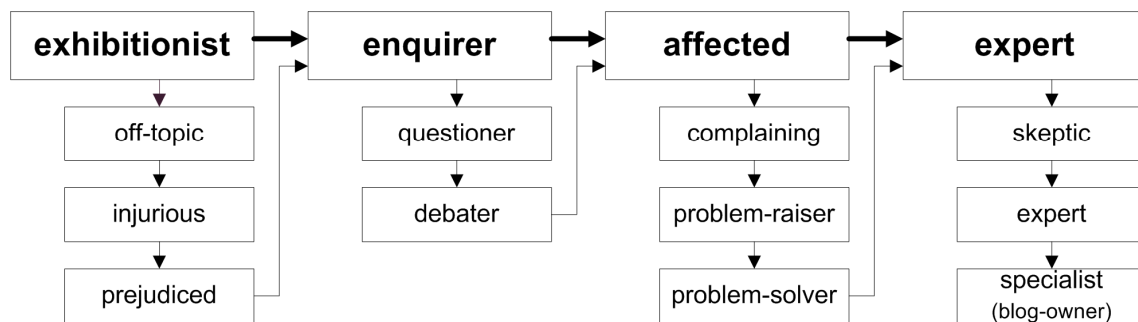 exhibitionist
enquirer
affected
expert
off-topic
questioner
complaining
skeptic
injurious
debater
problem-raiser
expert
prejudiced
problem-solver
specialist
(blog-owner)